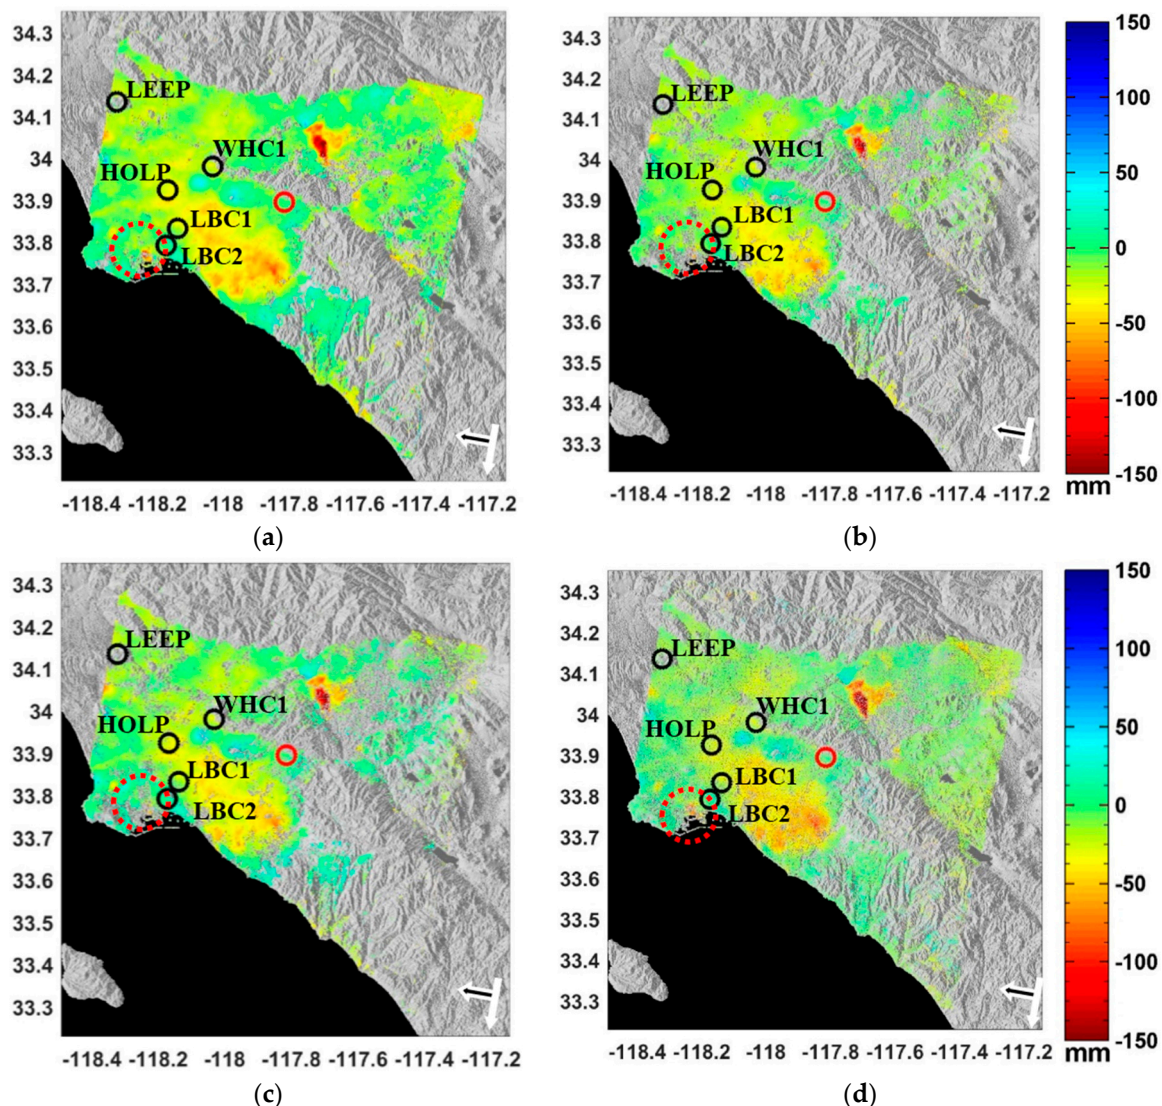 34.3
34.2
34.1
34
33.9
33.8
33.7
33.6
33.5
33.4
33.3
LEEP
WHC1
HOLP
LBC1
LBC2
-118.4 -118.2 -118 -117.8 -117.6 -117.4 -117.2
(a)
34.3
34.2
34.1
34
33.9
33.8
33.7
33.6
33.5
33.4
33.3
LEEP
WHC1
HOLP
LBC1
LBC2
-118.4 -118.2 -118 -117.8 -117.6 -117.4 -117.2
(b)
150
100
50
0
-50
-100
-150
mm
34.3
34.2
34.1
34
33.9
33.8
33.7
33.6
33.5
33.4
33.3
LEEP
WHC1
HOLP
LBC1
LBC2
-118.4 -118.2 -118 -117.8 -117.6 -117.4 -117.2
(c)
34.3
34.2
34.1
34
33.9
33.8
33.7
33.6
33.5
33.4
33.3
LEEP
WHC1
HOLP
LBC1
LBC2
-118.4 -118.2 -118 -117.8 -117.6 -117.4 -117.2
(d)
150
100
50
0
-50
-100
-150
mm